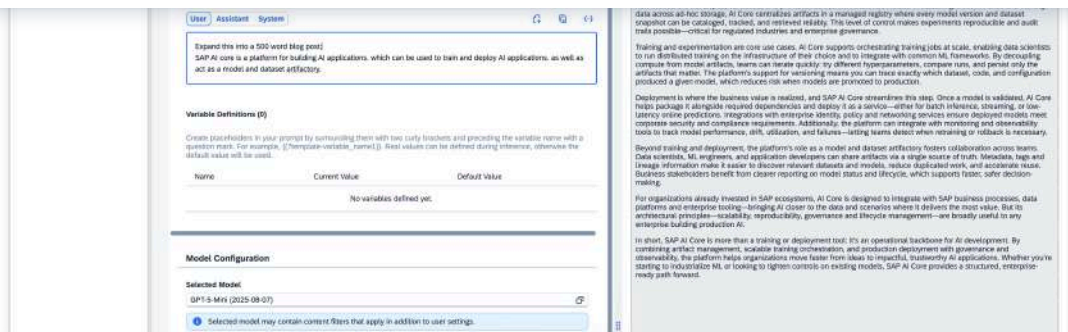 User Assistant System
Expand this into a 500 word blog post:
SAP AI core is a platform for building AI applications. which can be used to train and deploy AI applications. as well as
act as a model and dataset artifactory.
Variable Definitions (0)
Create placeholders in your prompt by surrounding them with two curly brackets and preceding the variable name with a
question mark. For example, {{?template-variable_name1}}. Real values can be defined during inference, otherwise the
default value will be used.
Name Current Value Default Value
No variables defined yet.
Model Configuration
Selected Model
GPT-5-Mini (2025-08-07)
Selected model may contain content filters that apply in addition to user settings.
data across ad-hoc storage, AI Core centralizes artifacts in a managed registry where every model version and dataset
snapshot can be cataloged, tracked, and retrieved reliably. This level of control makes experiments reproducible and audit
trails possible—critical for regulated industries and enterprise governance.
Training and experimentation are core use cases. AI Core supports orchestrating training jobs at scale, enabling data scientists
to run distributed training on the infrastructure of their choice and to integrate with common ML frameworks. By decoupling
compute from model artifacts, teams can iterate quickly: try different hyperparameters, compare runs, and persist only the
artifacts that matter. The platform's support for versioning means you can trace exactly which dataset, code, and configuration
produced a given model, which reduces risk when models are promoted to production.
Deployment is where the business value is realized, and SAP AI Core streamlines this step. Once a model is validated, AI Core
helps package it alongside required dependencies and deploy it as a service—either for batch inference, streaming, or low-
latency online predictions. Integrations with enterprise identity, policy and networking services ensure deployed models meet
corporate security and compliance requirements. Additionally, the platform can integrate with monitoring and observability
tools to track model performance, drift, utilization, and failures—letting teams detect when retraining or rollback is necessary.
Beyond training and deployment, the platform's role as a model and dataset artifactory fosters collaboration across teams.
Data scientists, ML engineers, and application developers can share artifacts via a single source of truth. Metadata, tags and
lineage information make it easier to discover relevant datasets and models, reduce duplicated work, and accelerate reuse.
Business stakeholders benefit from clearer reporting on model status and lifecycle, which supports faster, safer decision-
making.
For organizations already invested in SAP ecosystems, AI Core is designed to integrate with SAP business processes, data
platforms and enterprise tooling—bringing AI closer to the data and scenarios where it delivers the most value. But its
architectural principles—scalability, reproducibility, governance and lifecycle management—are broadly useful to any
enterprise building production AI.
In short, SAP AI Core is more than a training or deployment tool: it's an operational backbone for AI development. By
combining artifact management, scalable training orchestration, and production deployment with governance and
observability, the platform helps organizations move faster from ideas to impactful, trustworthy AI applications. Whether you're
starting to industrialize ML or looking to tighten controls on existing models, SAP AI Core provides a structured, enterprise-
ready path forward.